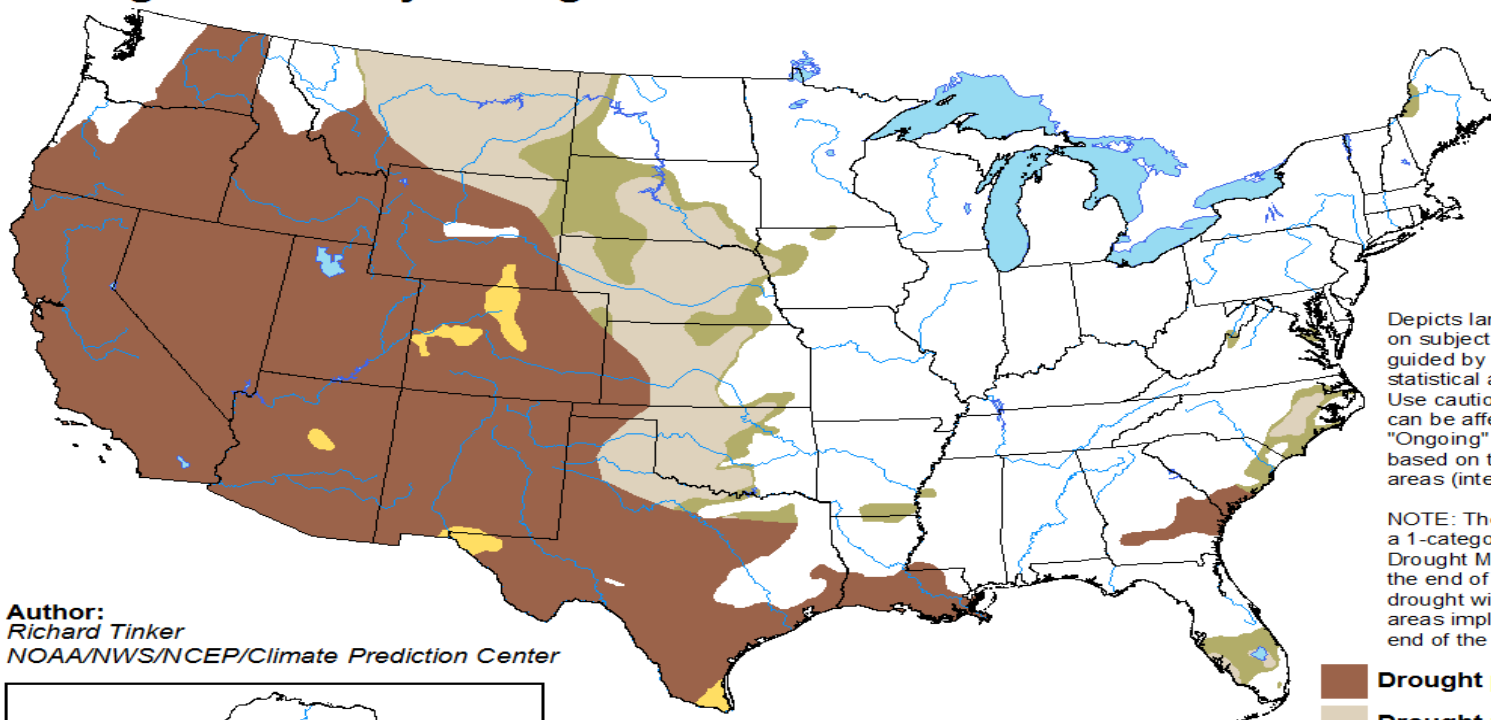 Depicts lar
on subject
guided by
statistical a
Use cautio
can be affe
"Ongoing"
based on t
areas (inte
NOTE: The
a 1-catego
Drought M
the end of
drought wi
areas impl
end of the
Author:
Richard Tinker
NOAA/NWS/NCEP/Climate Prediction Center
Drought
Drought